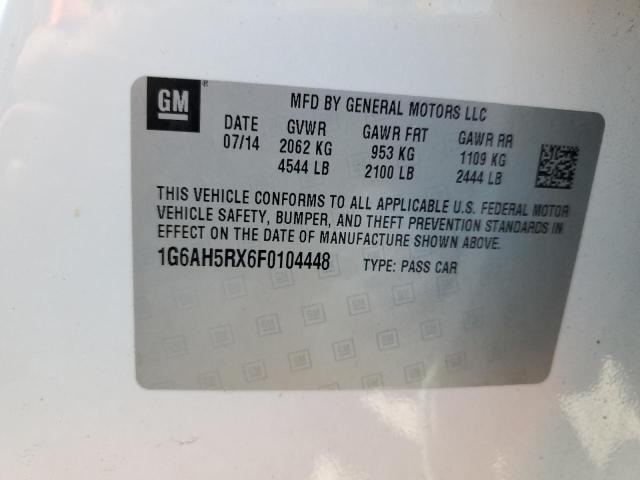 GM ®
MFD BY GENERAL MOTORS LLC
DATE GVWR GAWR FRT GAWR RR
07/14 2062 KG 953 KG 1109 KG
4544 LB 2100 LB 2444 LB
THIS VEHICLE CONFORMS TO ALL APPLICABLE U.S. FEDERAL MOTOR
VEHICLE SAFETY, BUMPER, AND THEFT PREVENTION STANDARDS IN
EFFECT ON THE DATE OF MANUFACTURE SHOWN ABOVE.
1G6AH5RX6F0104448 TYPE: PASS CAR